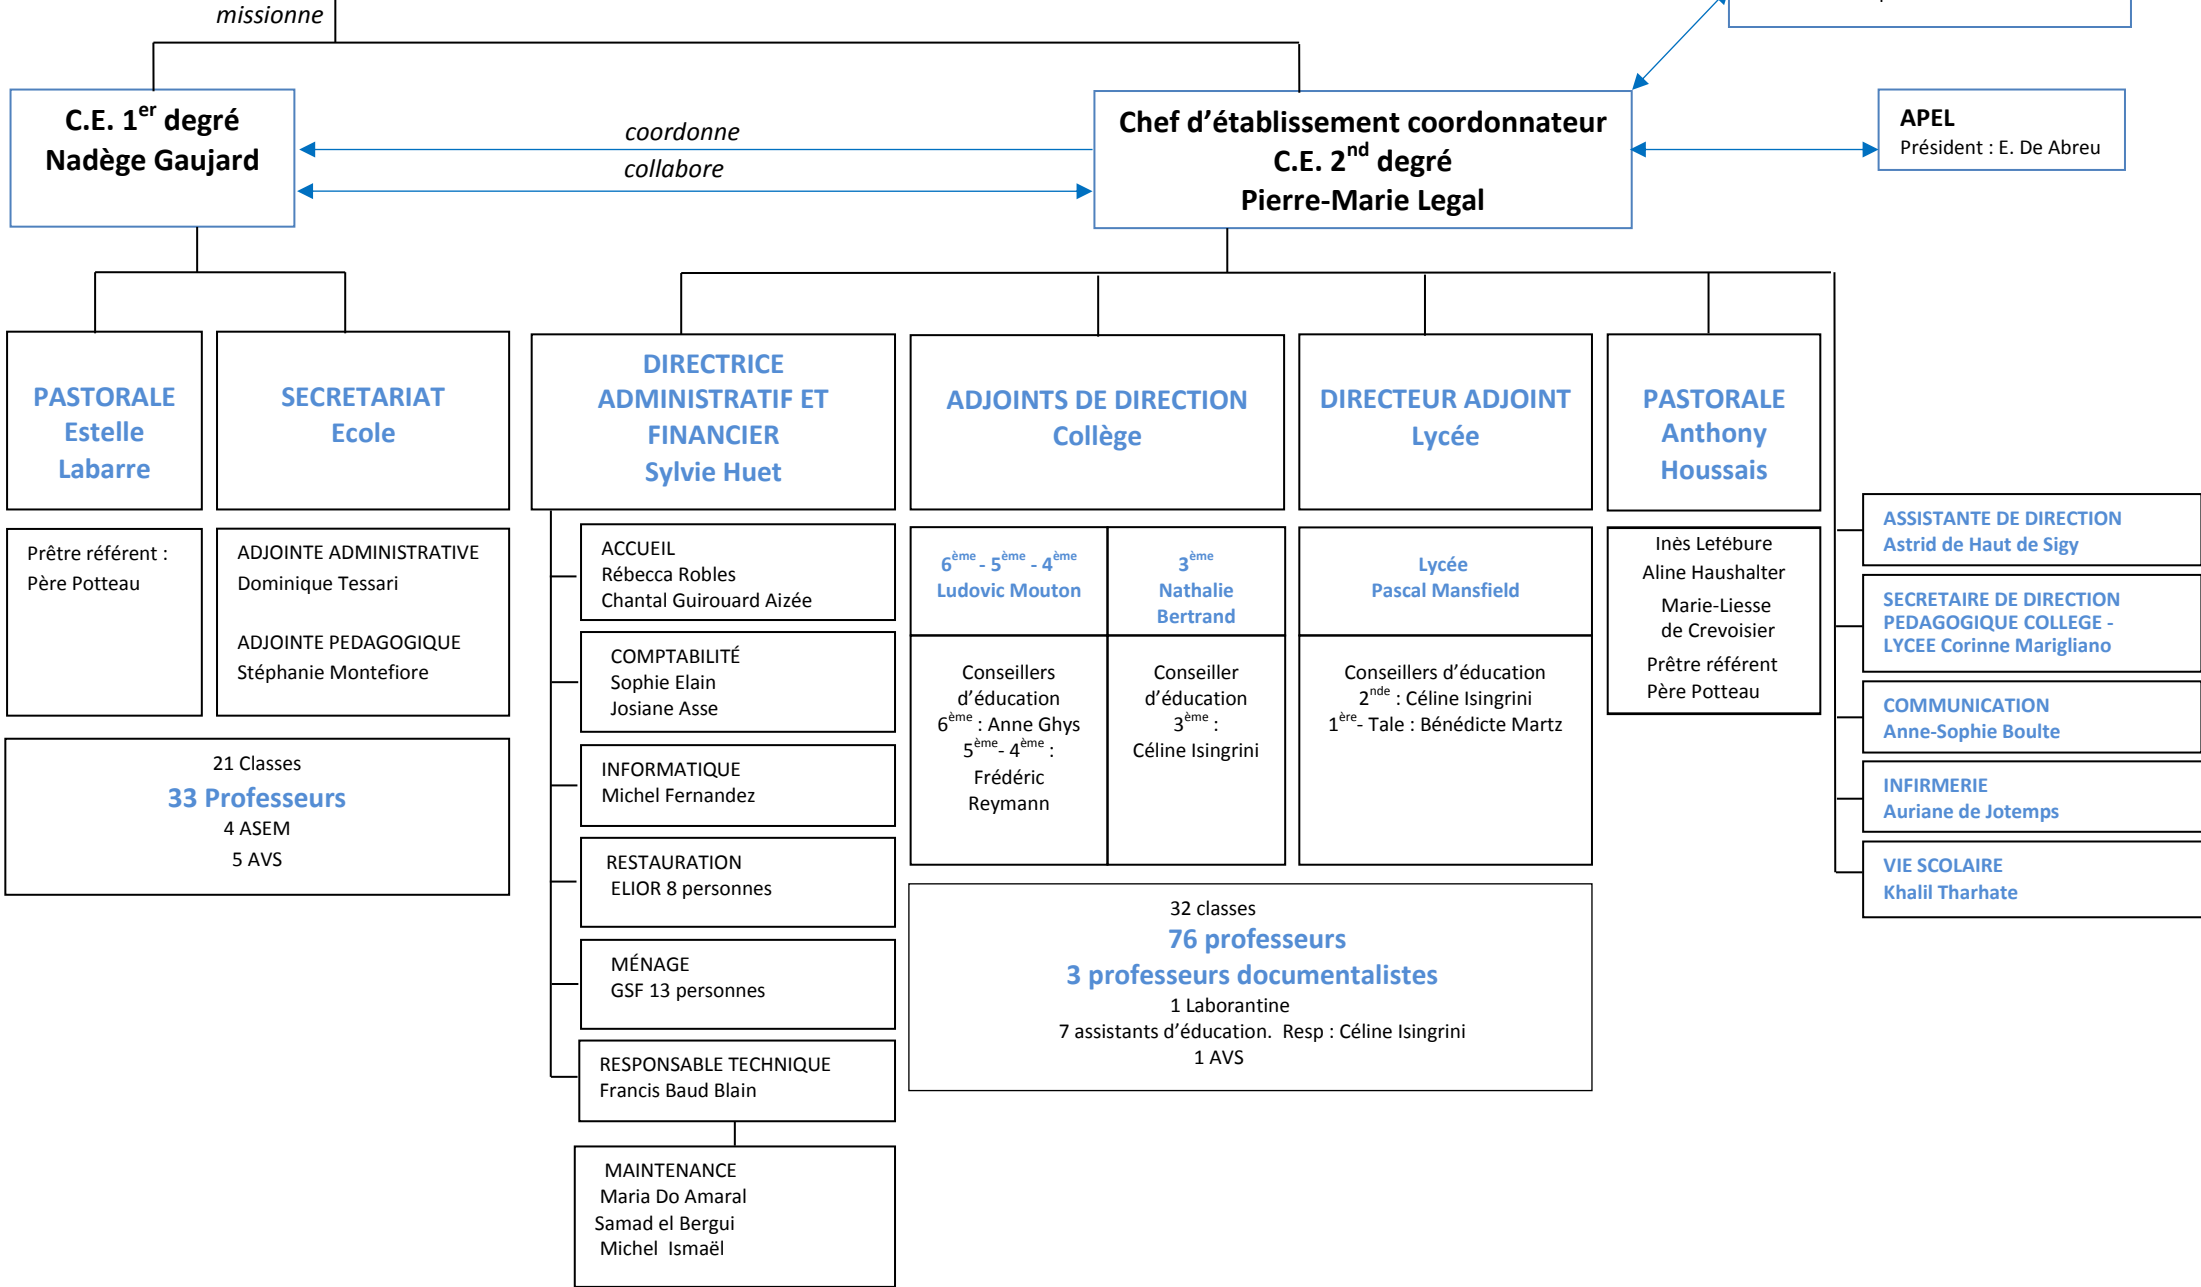 missionne
C.E. 1er degré
Nadège Gaujard
coordonne
collabore
Chef d’établissement coordonnateur
C.E. 2nd degré
Pierre-Marie Legal
APEL
Président : E. De Abreu
PASTORALE
Estelle
Labarre
SECRETARIAT
Ecole
DIRECTRICE
ADMINISTRATIF ET
FINANCIER
Sylvie Huet
ADJOINTS DE DIRECTION
Collège
DIRECTEUR ADJOINT
Lycée
PASTORALE
Anthony
Houssais
Prêtre référent :
Père Potteau
ADJOINTE ADMINISTRATIVE
Dominique Tessari
ADJOINTE PEDAGOGIQUE
Stéphanie Montefiore
21 Classes
33 Professeurs
4 ASEM
5 AVS
ACCUEIL
Rébecca Robles
Chantal Guirouard Aizée
COMPTABILITÉ
Sophie Elain
Josiane Asse
INFORMATIQUE
Michel Fernandez
RESTAURATION
ELIOR 8 personnes
MÉNAGE
GSF 13 personnes
RESPONSABLE TECHNIQUE
Francis Baud Blain
MAINTENANCE
Maria Do Amaral
Samad el Bergui
Michel Ismaël
6ème - 5ème - 4ème
Ludovic Mouton
3ème
Nathalie
Bertrand
Lycée
Pascal Mansfield
Conseillers
d’éducation
6ème : Anne Ghys
5ème- 4ème :
Frédéric
Reymann
Conseiller
d’éducation
3ème :
Céline Isingrini
Conseillers d’éducation
2nde : Céline Isingrini
1ère- Tale : Bénédicte Martz
32 classes
76 professeurs
3 professeurs documentalistes
1 Laborantine
7 assistants d’éducation. Resp : Céline Isingrini
1 AVS
Inès Lefébure
Aline Haushalter
Marie-Liesse
de Crevoisier
Prêtre référent
Père Potteau
ASSISTANTE DE DIRECTION
Astrid de Haut de Sigy
SECRETAIRE DE DIRECTION
PEDAGOGIQUE COLLEGE -
LYCEE Corinne Marigliano
COMMUNICATION
Anne-Sophie Boulte
INFIRMERIE
Auriane de Jotemps
VIE SCOLAIRE
Khalil Tharhate